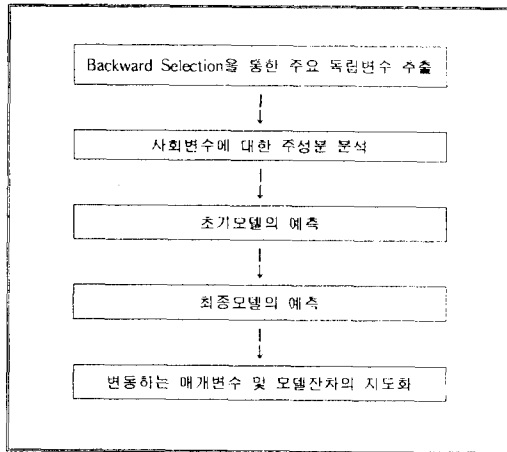 Backward Selection을 통한 주요 독립변수 추출
사회변수에 대한 주성분 분석
초기모델의 예측
최종모델의 예측
변동하는 매개변수 및 모델잔차의 지도화